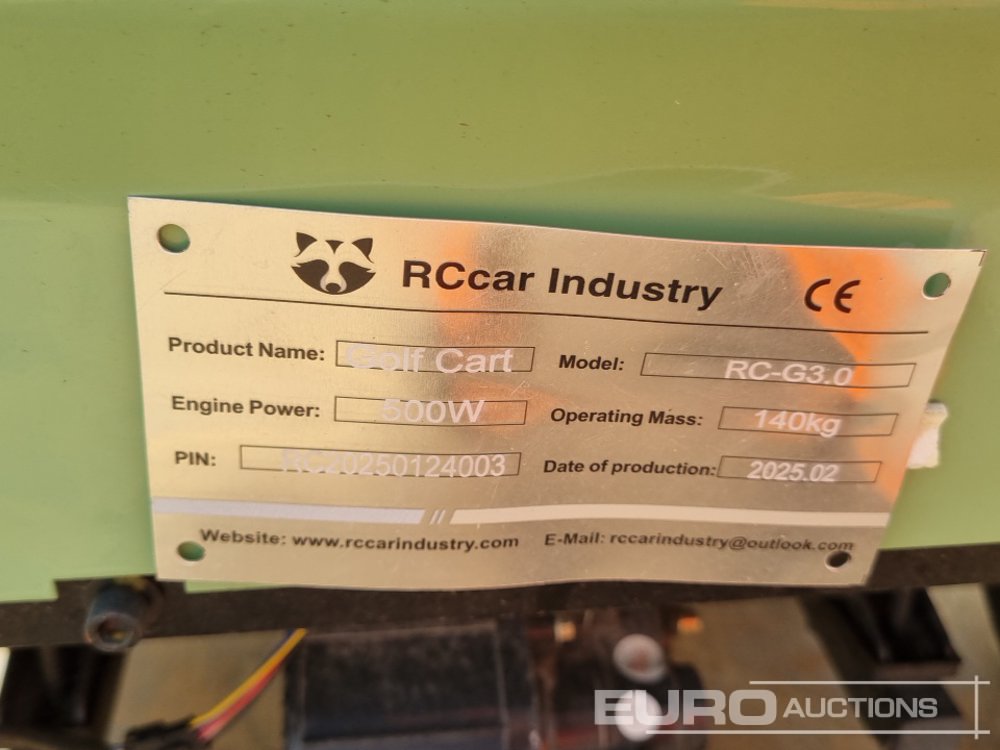 RCcar Industry CE
Product Name: Golf Cart Model: RC-G3.0
Engine Power: 500W Operating Mass: 140kg
PIN: RC20250124003 Date of production: 2025.02
Website: www.rccarindustry.com E-Mail: rccarindustry@outlook.com
EURO AUCTIONS